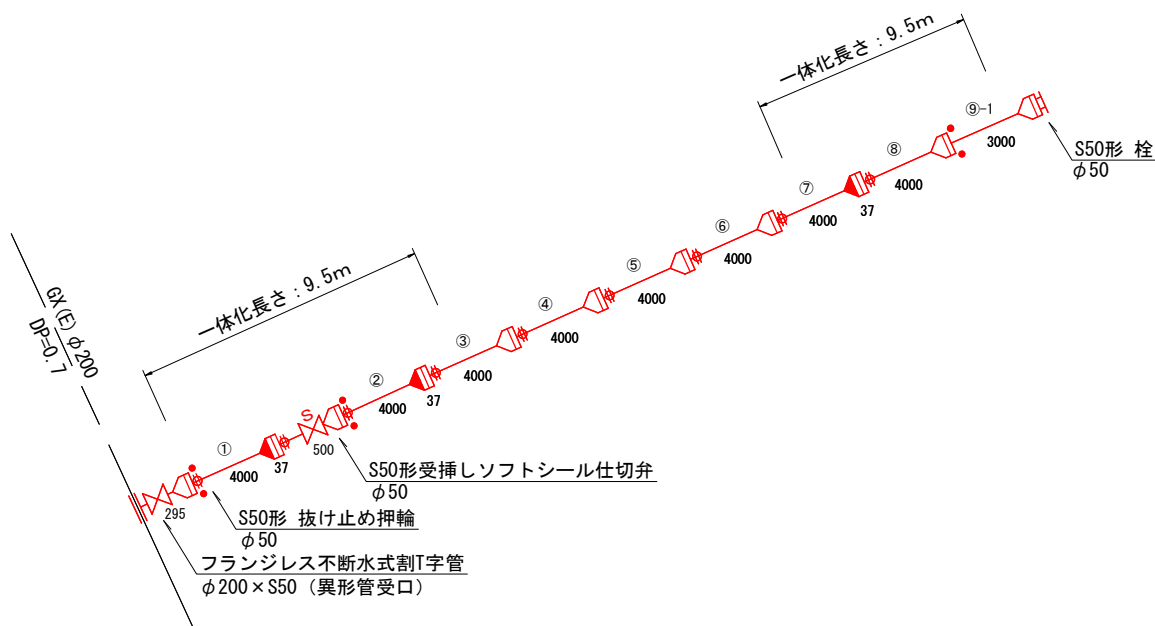 一体化長さ：9.5m
⑨-1
3000
S50形 栓
φ50
⑧
4000
⑦
4000
37
⑥
4000
⑤
4000
④
4000
一体化長さ：9.5m
③
4000
②
4000
37
GX(E)φ200
DP=0.7
S
500
①
4000
37
S50形受挿しソフトシール仕切弁
φ50
295
S50形 抜け止め押輪
φ50
フランジレス不断水式割T字管
φ200×S50（異形管受口）